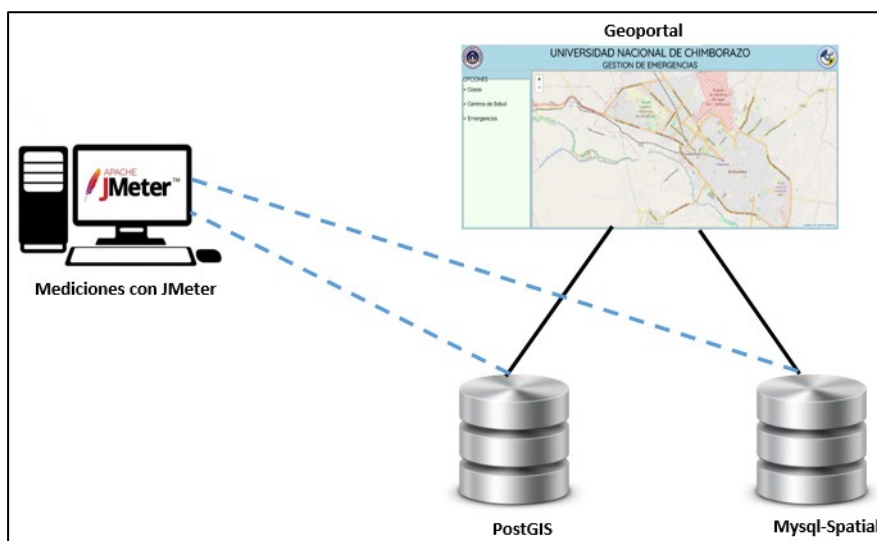 Geoportal
UNIVERSIDAD NACIONAL DE CHIMBORAZO
GESTION DE EMERGENCIAS
OPCIONES
> Casos
> Centros de Salud
> Emergencias
APACHE
JMeter™
Mediciones con JMeter
PostGIS
Mysql-Spatial